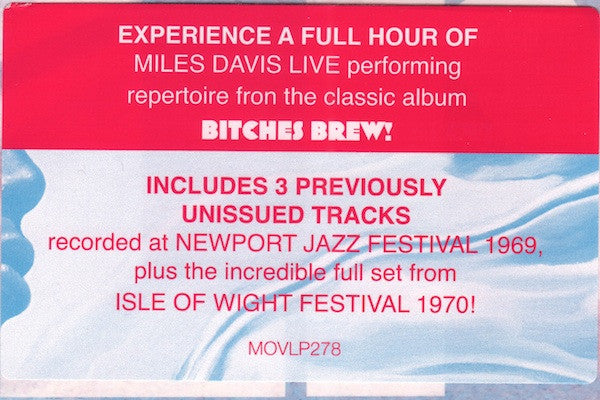 EXPERIENCE A FULL HOUR OF
MILES DAVIS LIVE performing
repertoire fron the classic album
BITCHES BREW!
INCLUDES 3 PREVIOUSLY
UNISSUED TRACKS
recorded at NEWPORT JAZZ FESTIVAL 1969,
plus the incredible full set from
ISLE OF WIGHT FESTIVAL 1970!
MOVLP278